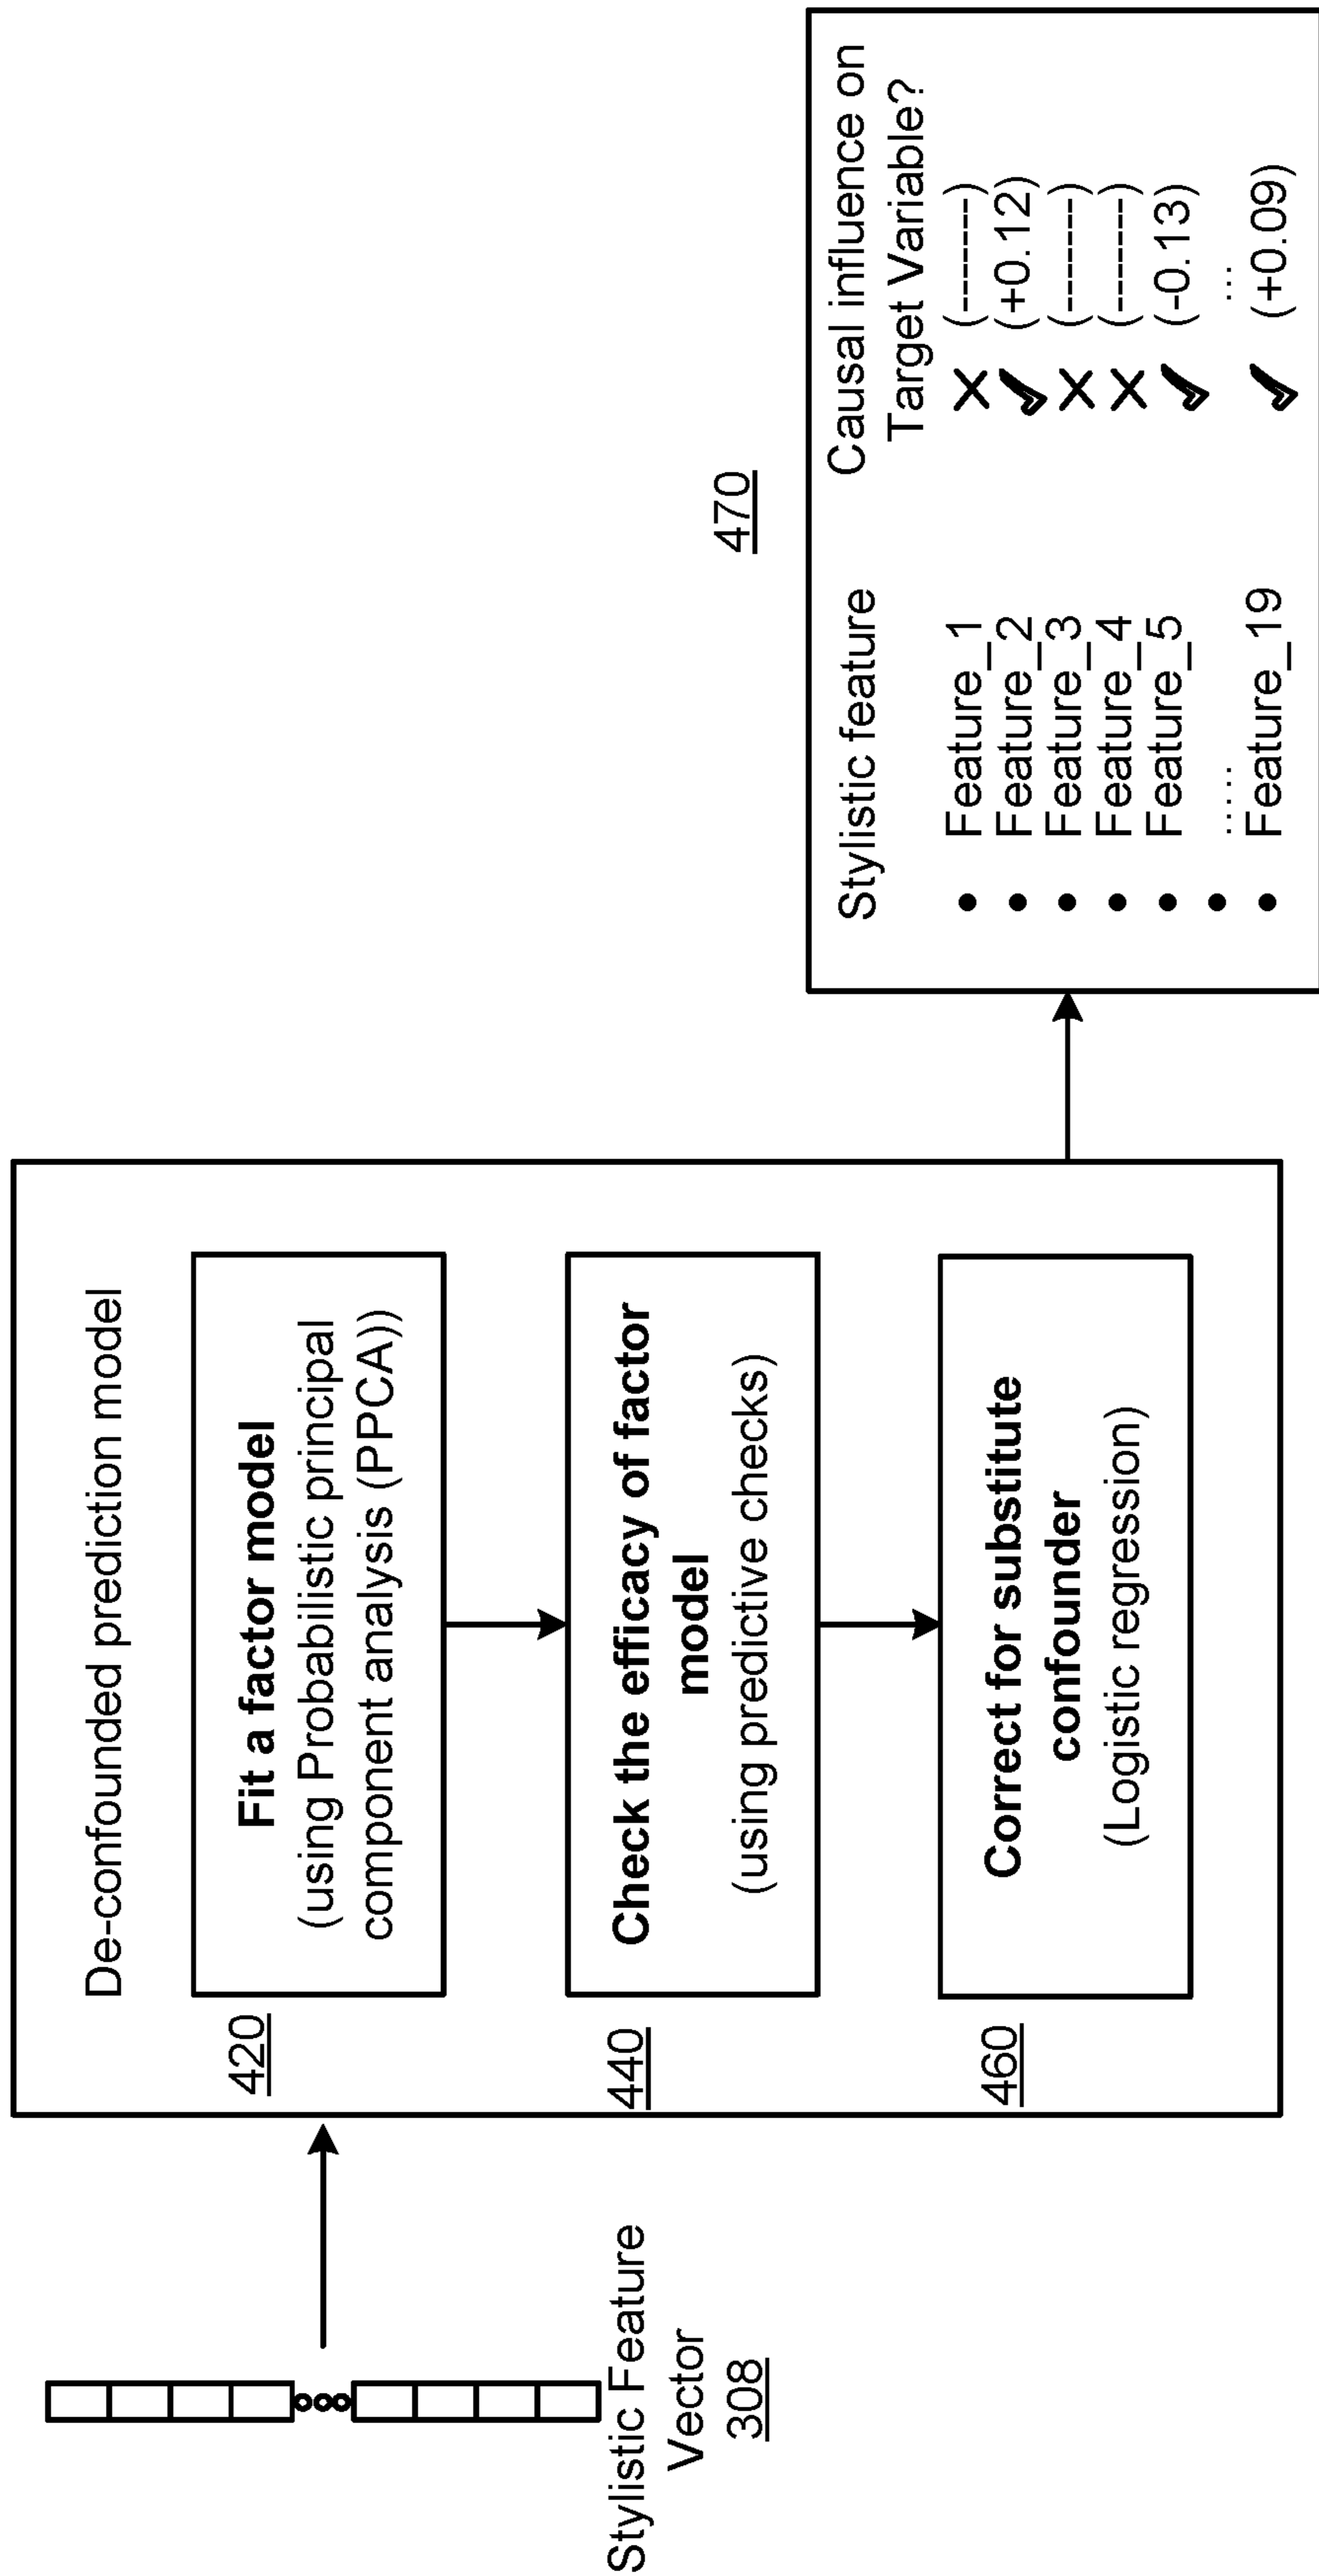 Stylistic Feature
Vector
308
De-confounded prediction model
420
Fit a factor model
(using Probabilistic principal
component analysis (PPCA))
440
Check the efficacy of factor
model
(using predictive checks)
460
Correct for substitute
confounder
(Logistic regression)
470
Stylistic feature Causal influence on
Target Variable?
• Feature_1 X (-------)
• Feature_2 ✓ (+0.12)
• Feature_3 X (-------)
• Feature_4 X (-------)
• Feature_5 ✓ (-0.13)
• ..... ...
• Feature_19 ✓ (+0.09)